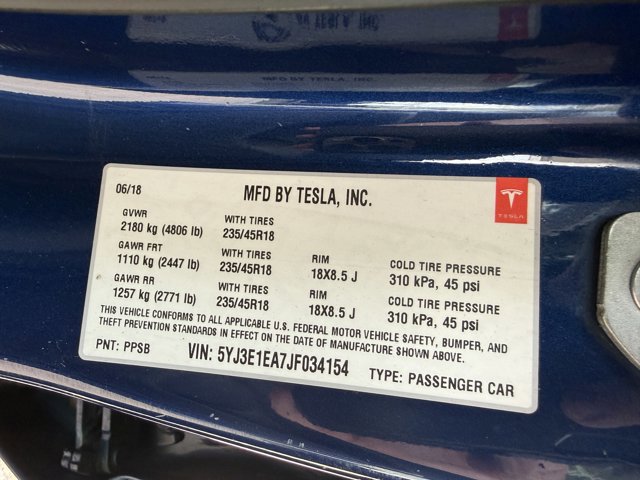 06/18 MFD BY TESLA, INC.
TESLA
GVWR WITH TIRES
2180 kg (4806 lb) 235/45R18
GAWR FRT WITH TIRES RIM COLD TIRE PRESSURE
1110 kg (2447 lb) 235/45R18 18X8.5 J 310 kPa, 45 psi
GAWR RR WITH TIRES RIM COLD TIRE PRESSURE
1257 kg (2771 lb) 235/45R18 18X8.5 J 310 kPa, 45 psi
THIS VEHICLE CONFORMS TO ALL APPLICABLE U.S. FEDERAL MOTOR VEHICLE SAFETY, BUMPER, AND
THEFT PREVENTION STANDARDS IN EFFECT ON THE DATE OF MANUFACTURE SHOWN ABOVE.
PNT: PPSB VIN: 5YJ3E1EA7JF034154 TYPE: PASSENGER CAR